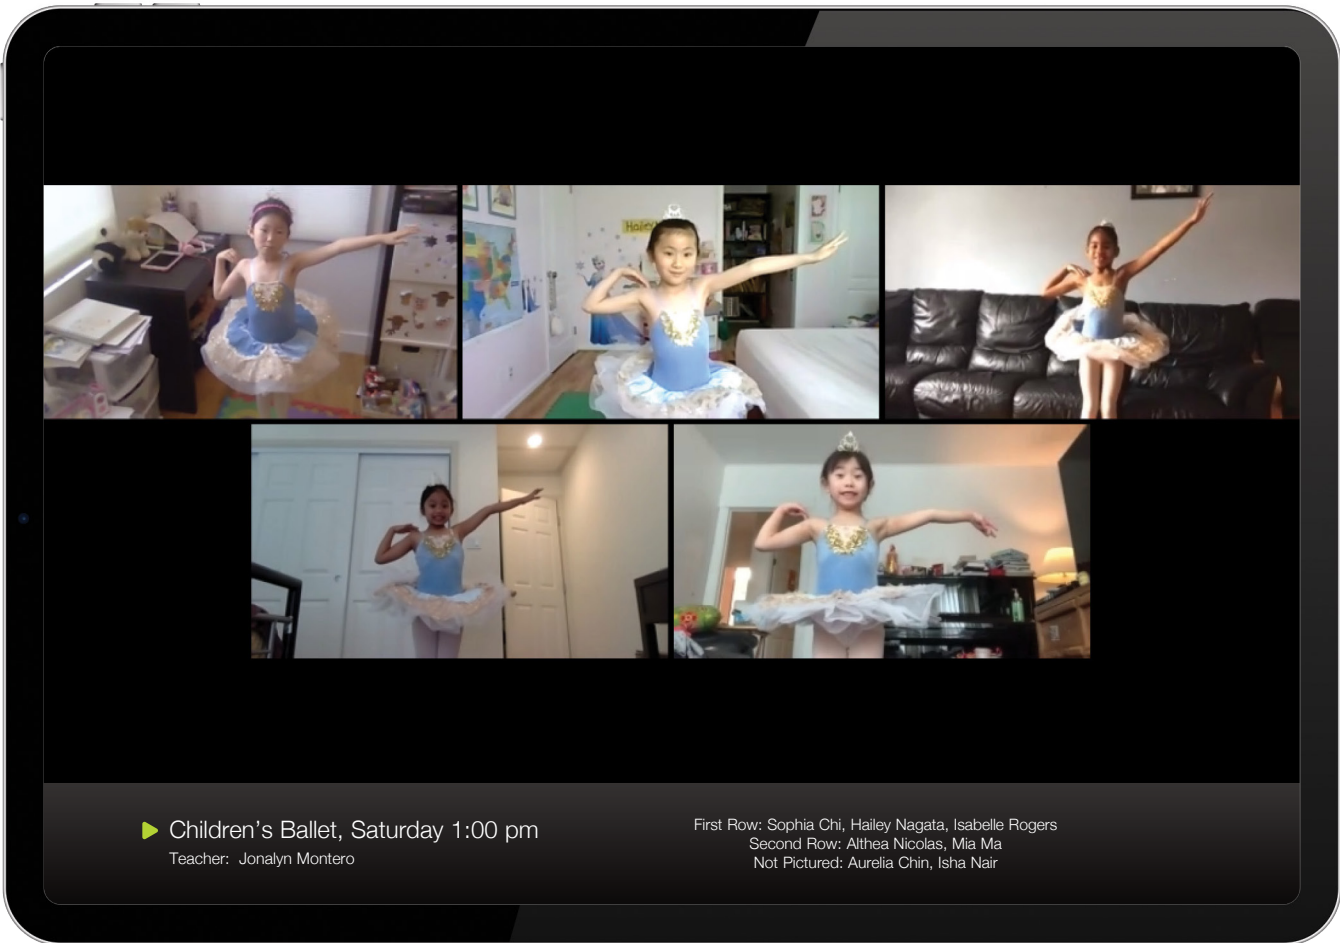 Hailey
Children's Ballet, Saturday 1:00 pm
Teacher: Jonalyn Montero
First Row: Sophia Chi, Hailey Nagata, Isabelle Rogers
Second Row: Althea Nicolas, Mia Ma
Not Pictured: Aurelia Chin, Isha Nair